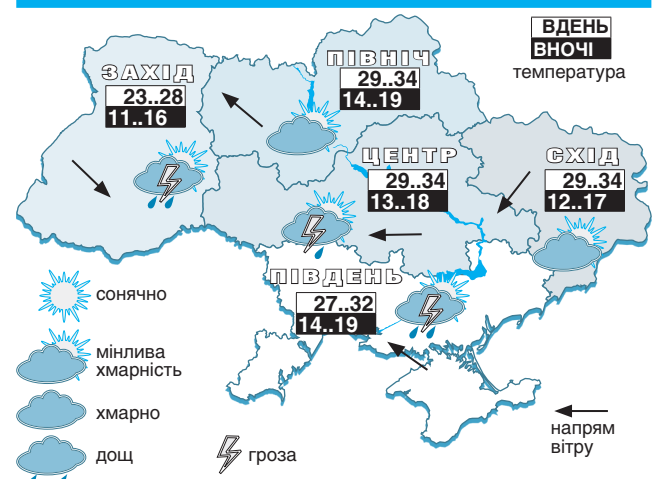 ВДЕНЬ
ВНОЧІ
температура
ПІВНІЧ
29..34
14..19
ЗАХІД
23..28
11..16
ЦЕНТР
29..34
13..18
СХІД
29..34
12..17
ПІВДЕНЬ
27..32
14..19
сонячно
мінлива
хмарність
хмарно
дощ
гроза
напрям
вітру